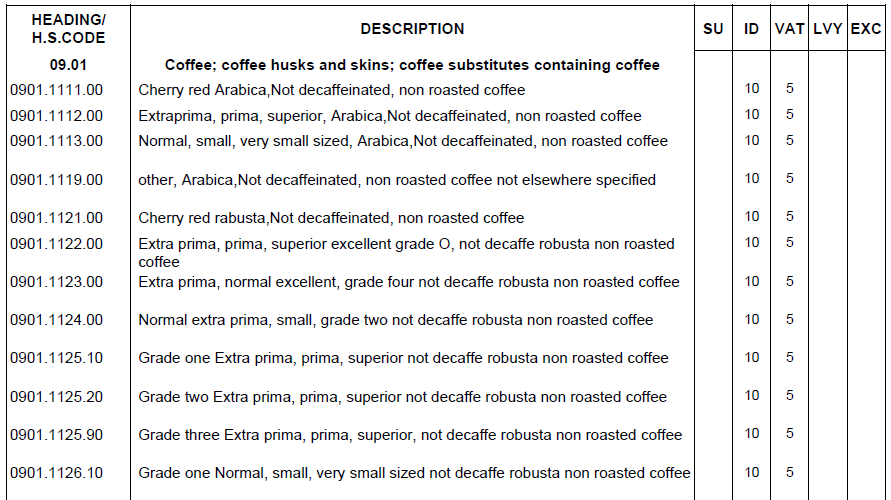 HEADING/
H.S.CODE
DESCRIPTION SU ID VAT LVY EXC
09.01 Coffee; coffee husks and skins; coffee substitutes containing coffee
0901.1111.00 Cherry red Arabica,Not decaffeinated, non roasted coffee 10 5
0901.1112.00 Extraprima, prima, superior, Arabica,Not decaffeinated, non roasted coffee 10 5
0901.1113.00 Normal, small, very small sized, Arabica,Not decaffeinated, non roasted coffee 10 5
0901.1119.00 other, Arabica,Not decaffeinated, non roasted coffee not elsewhere specified 10 5
0901.1121.00 Cherry red rabusta,Not decaffeinated, non roasted coffee 10 5
0901.1122.00 Extra prima, prima, superior excellent grade O, not decaffe robusta non roasted 10 5
coffee
0901.1123.00 Extra prima, normal excellent, grade four not decaffe robusta non roasted coffee 10 5
0901.1124.00 Normal extra prima, small, grade two not decaffe robusta non roasted coffee 10 5
0901.1125.10 Grade one Extra prima, prima, superior not decaffe robusta non roasted coffee 10 5
0901.1125.20 Grade two Extra prima, prima, superior not decaffe robusta non roasted coffee 10 5
0901.1125.90 Grade three Extra prima, prima, superior, not decaffe robusta non roasted coffee 10 5
0901.1126.10 Grade one Normal, small, very small sized not decaffe robusta non roasted coffee 10 5